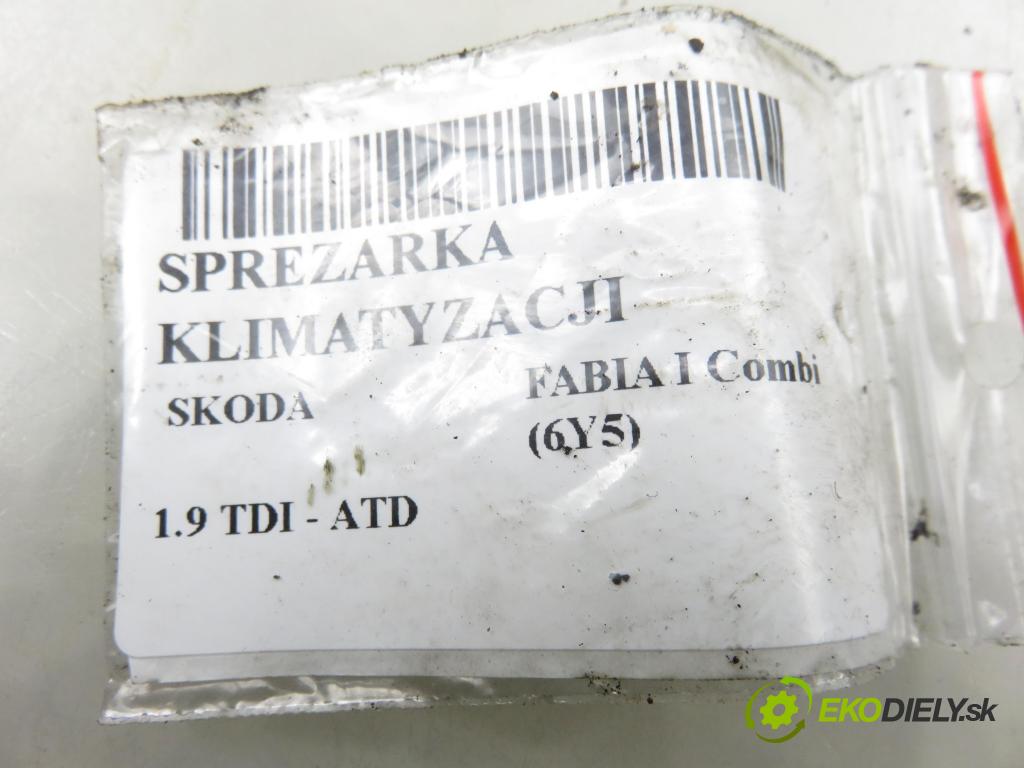 SPREZARKA
KLIMATYZACJI
SKODA
FABIA I Combi
(6Y5)
1.9 TDI - ATD
EKODIELY.sk